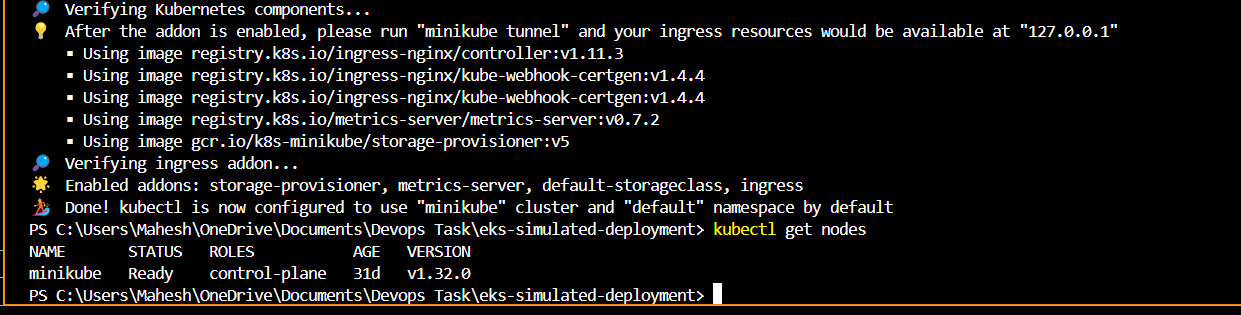 Verifying Kubernetes components...
After the addon is enabled, please run "minikube tunnel" and your ingress resources would be available at "127.0.0.1"
▪ Using image registry.k8s.io/ingress-nginx/controller:v1.11.3
▪ Using image registry.k8s.io/ingress-nginx/kube-webhook-certgen:v1.4.4
▪ Using image registry.k8s.io/ingress-nginx/kube-webhook-certgen:v1.4.4
▪ Using image registry.k8s.io/metrics-server/metrics-server:v0.7.2
▪ Using image gcr.io/k8s-minikube/storage-provisioner:v5
Verifying ingress addon...
Enabled addons: storage-provisioner, metrics-server, default-storageclass, ingress
Done! kubectl is now configured to use "minikube" cluster and "default" namespace by default
PS C:\Users\Mahesh\OneDrive\Documents\Devops Task\eks-simulated-deployment> kubectl get nodes
NAME STATUS ROLES AGE VERSION
minikube Ready control-plane 31d v1.32.0
PS C:\Users\Mahesh\OneDrive\Documents\Devops Task\eks-simulated-deployment>